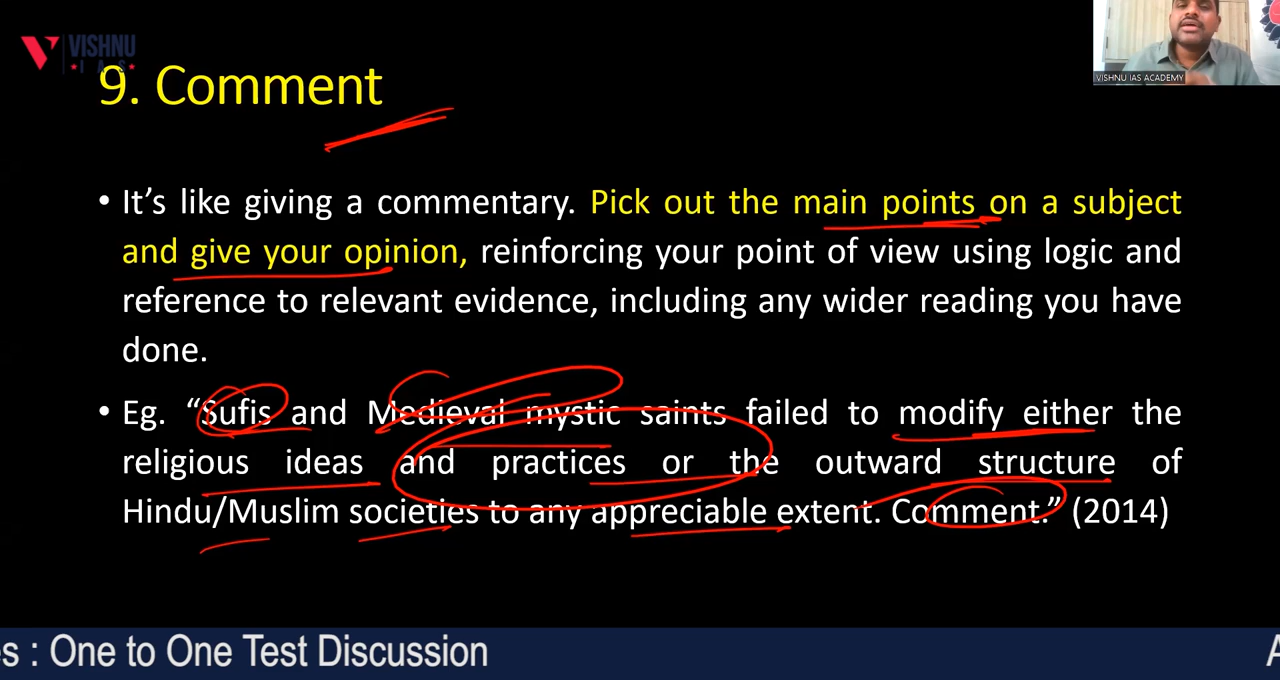 VISHNU
IAS
VISHNU IAS ACADEMY
9. Comment
• It’s like giving a commentary. Pick out the main points on a subject
and give your opinion, reinforcing your point of view using logic and
reference to relevant evidence, including any wider reading you have
done.
• Eg. “Sufis and Medieval mystic saints failed to modify either the
religious ideas and practices or the outward structure of
Hindu/Muslim societies to any appreciable extent. Comment.” (2014)
s : One to One Test Discussion
A